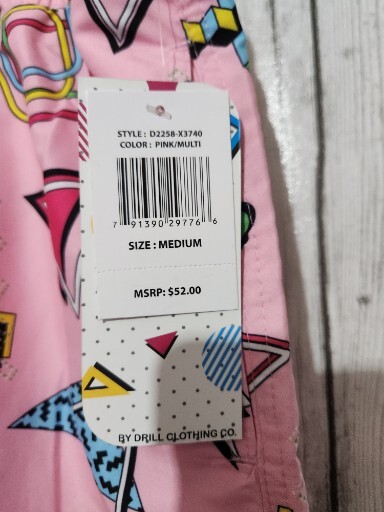 STYLE : D2258-X3740
COLOR : PINK/MULTI
7 91390 29776 6
SIZE : MEDIUM
MSRP: $52.00
BY DRILL CLOTHING CO.